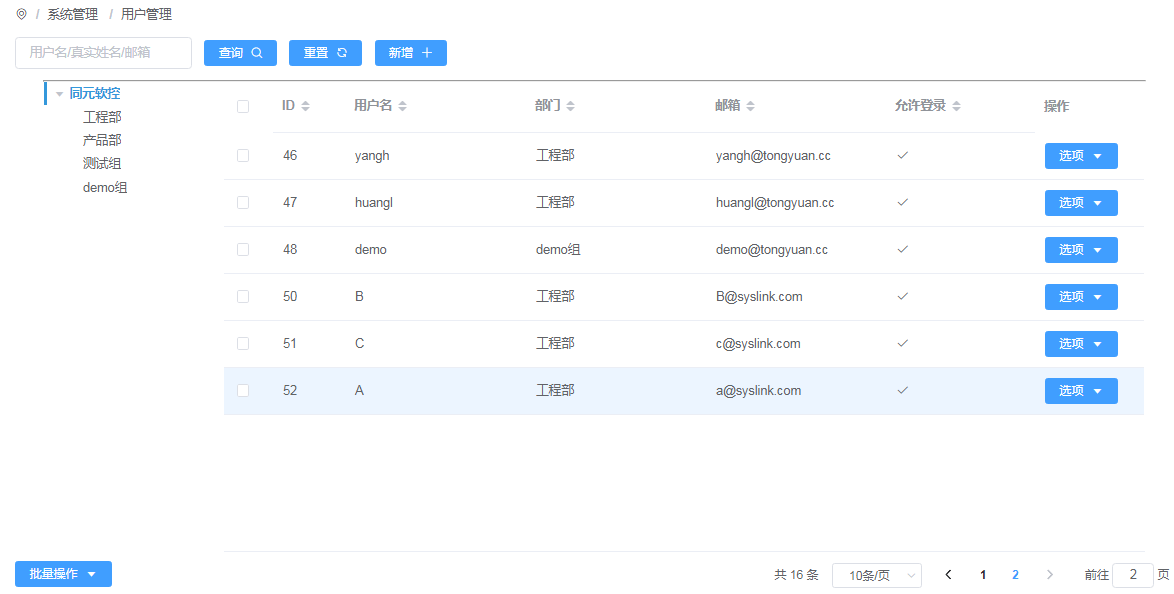 / 系统管理 / 用户管理
用户名/真实姓名/邮箱 查询 重置 新增
同元软控
工程部
产品部
测试组
demo组
ID 用户名 部门 邮箱 允许登录 操作
46 yangh 工程部 yangh@tongyuan.cc 选项
47 huangl 工程部 huangl@tongyuan.cc 选项
48 demo demo组 demo@tongyuan.cc 选项
50 B 工程部 B@syslink.com 选项
51 C 工程部 c@syslink.com 选项
52 A 工程部 a@syslink.com 选项
批量操作 共 16 条 10条/页 1 2 前往 2 页